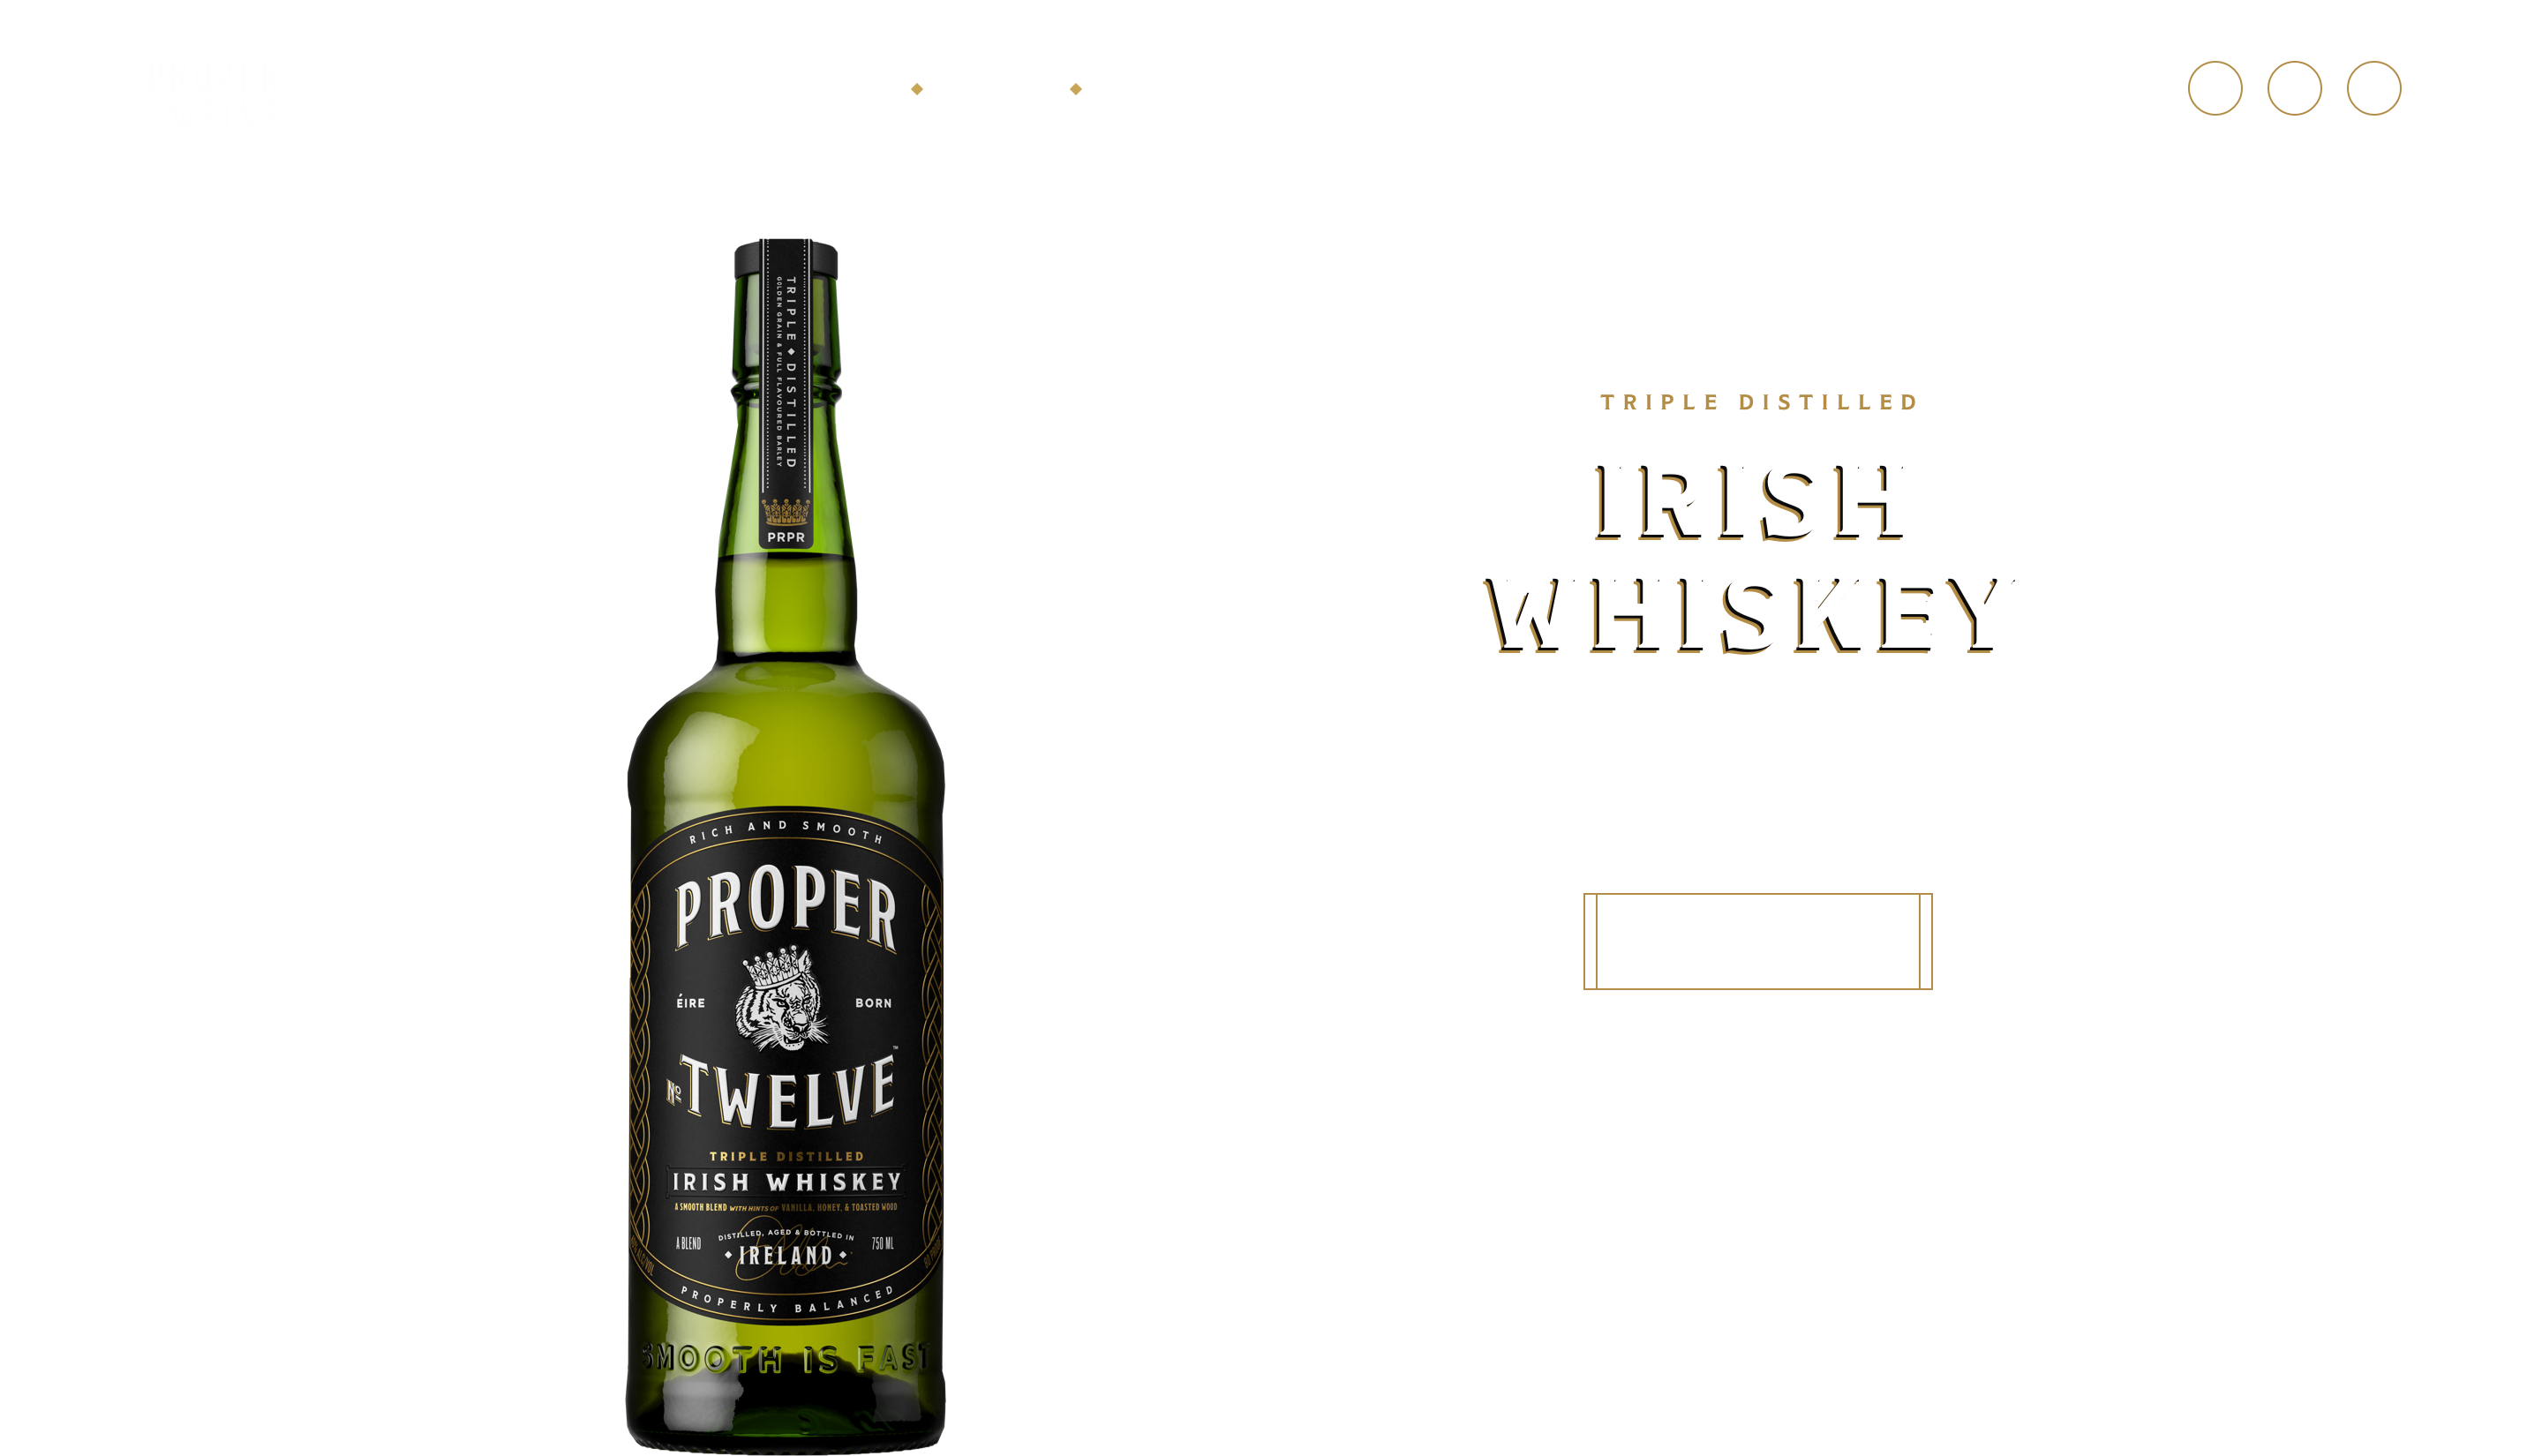 TRIPLE ◆ DISTILLED
GOLDEN GRAIN & FULL FLAVOURED BARLEY
PRPR
TRIPLE DISTILLED
IRISH
WHISKEY
RICH AND SMOOTH
PROPER
ÉIRE BORN
No TWELVE™
TRIPLE DISTILLED
IRISH WHISKEY
A SMOOTH BLEND WITH HINTS OF VANILLA, HONEY, & TOASTED WOOD
DISTILLED, AGED & BOTTLED IN
A BLEND 750 ML
IRELAND
PROPERLY BALANCED
SMOOTH IS FAST